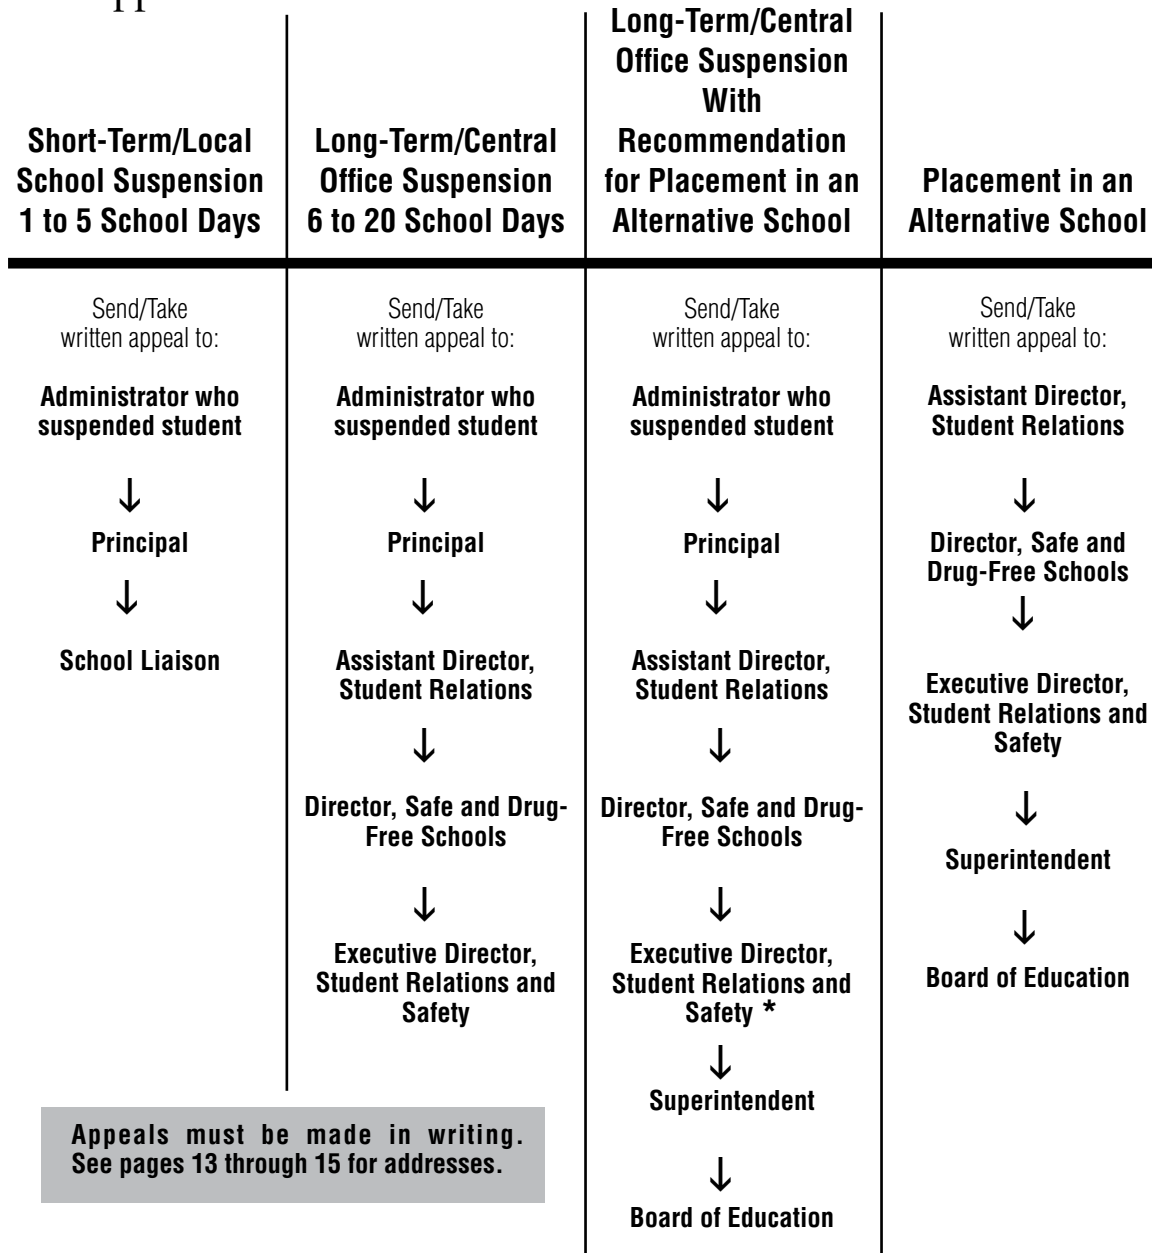 Short-Term/Local
School Suspension
1 to 5 School Days
Send/Take
written appeal to:
Administrator who
suspended student
↓
Principal
↓
School Liaison
Long-Term/Central
Office Suspension
6 to 20 School Days
Send/Take
written appeal to:
Administrator who
suspended student
↓
Principal
↓
Assistant Director,
Student Relations
↓
Director, Safe and Drug-
Free Schools
↓
Executive Director,
Student Relations and
Safety
Long-Term/Central
Office Suspension
With
Recommendation
for Placement in an
Alternative School
Send/Take
written appeal to:
Administrator who
suspended student
↓
Principal
↓
Assistant Director,
Student Relations
↓
Director, Safe and Drug-
Free Schools
↓
Executive Director,
Student Relations and
Safety *
↓
Superintendent
↓
Board of Education
Placement in an
Alternative School
Send/Take
written appeal to:
Assistant Director,
Student Relations
↓
Director, Safe and
Drug-Free Schools
↓
Executive Director,
Student Relations and
Safety
↓
Superintendent
↓
Board of Education
Appeals must be made in writing.
See pages 13 through 15 for addresses.